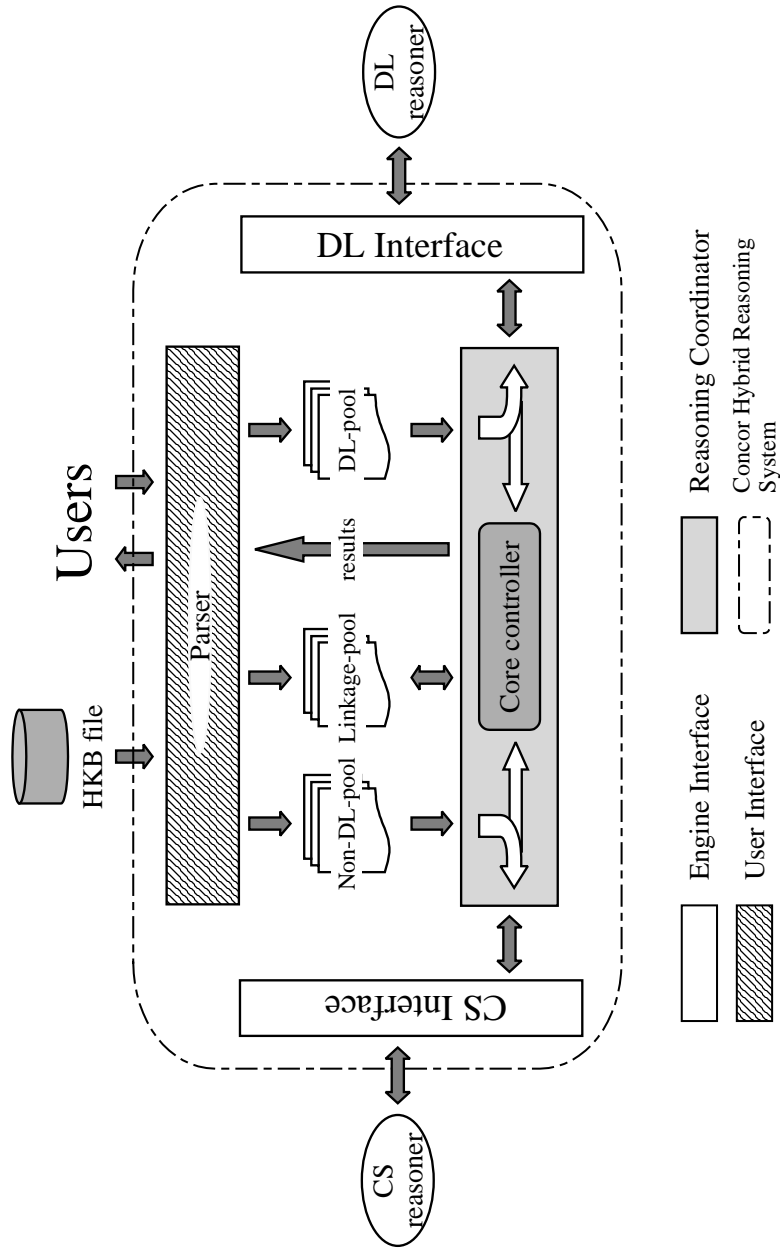 HKB file
Users
Parser
Non-DL-pool
Linkage-pool
results
DL-pool
CS
reasoner
CS Interface
Core controller
DL Interface
DL
reasoner
Engine Interface
Reasoning Coordinator
User Interface
Concor Hybrid Reasoning
System